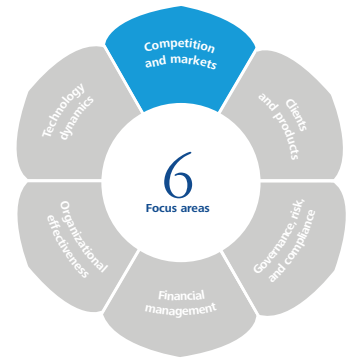 Competition
and markets
Clients
and products
Governance, risk,
and compliance
Financial
management
Organizational
effectiveness
Technology
dynamics
6
Focus areas